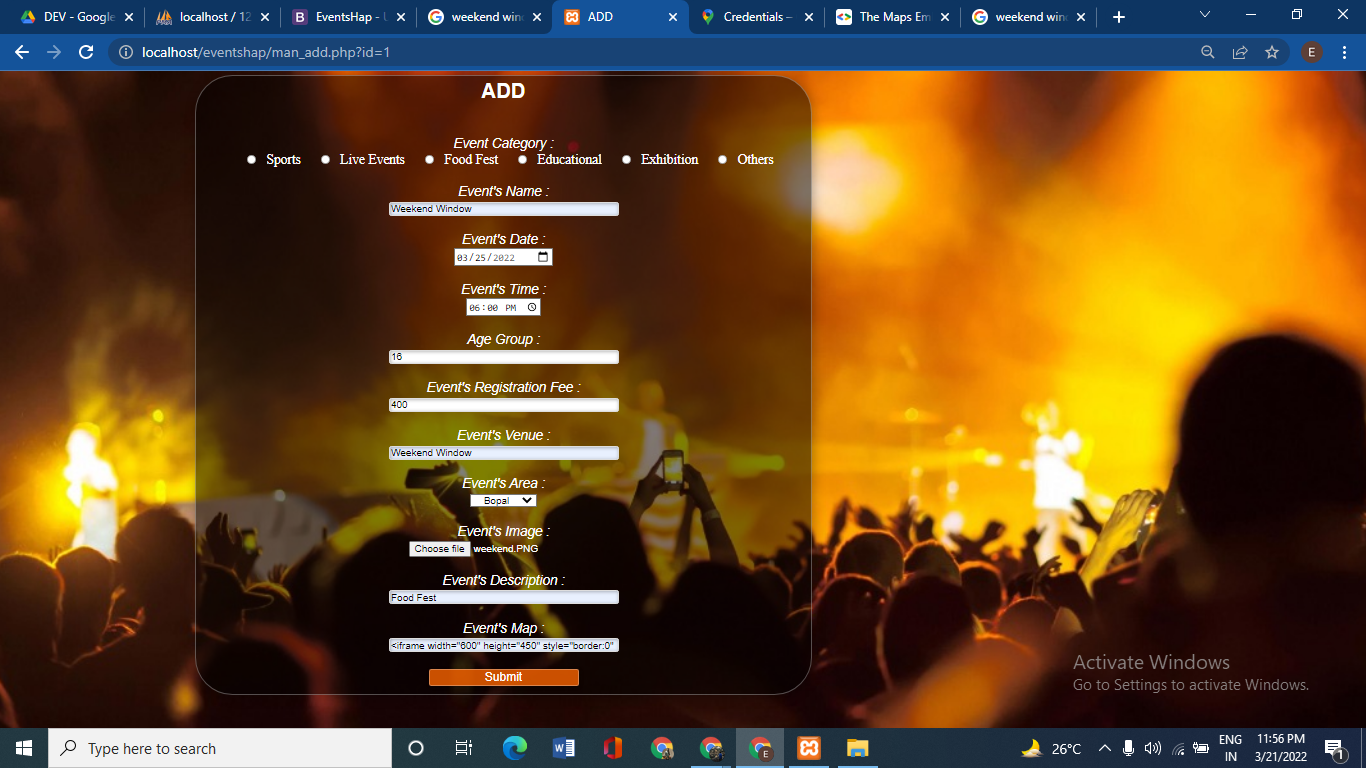 DEV - Google
localhost / 12
B EventsHap - U
weekend win
ADD
Credentials –
The Maps Em
weekend win
localhost/eventshap/man_add.php?id=1
E
ADD
Event Category :
Sports Live Events Food Fest Educational Exhibition Others
Event's Name :
Weekend Window
Event's Date :
03/25/2022
Event's Time :
06:00 PM
Age Group :
16
Event's Registration Fee :
400
Event's Venue :
Weekend Window
Event's Area :
Bopal
Event's Image :
Choose file weekend.PNG
Event's Description :
Food Fest
Event's Map :
<iframe width="600" height="450" style="border:0"
Submit
Activate Windows
Go to Settings to activate Windows.
Type here to search
E
26°C
ENG
IN
11:56 PM
3/21/2022
1